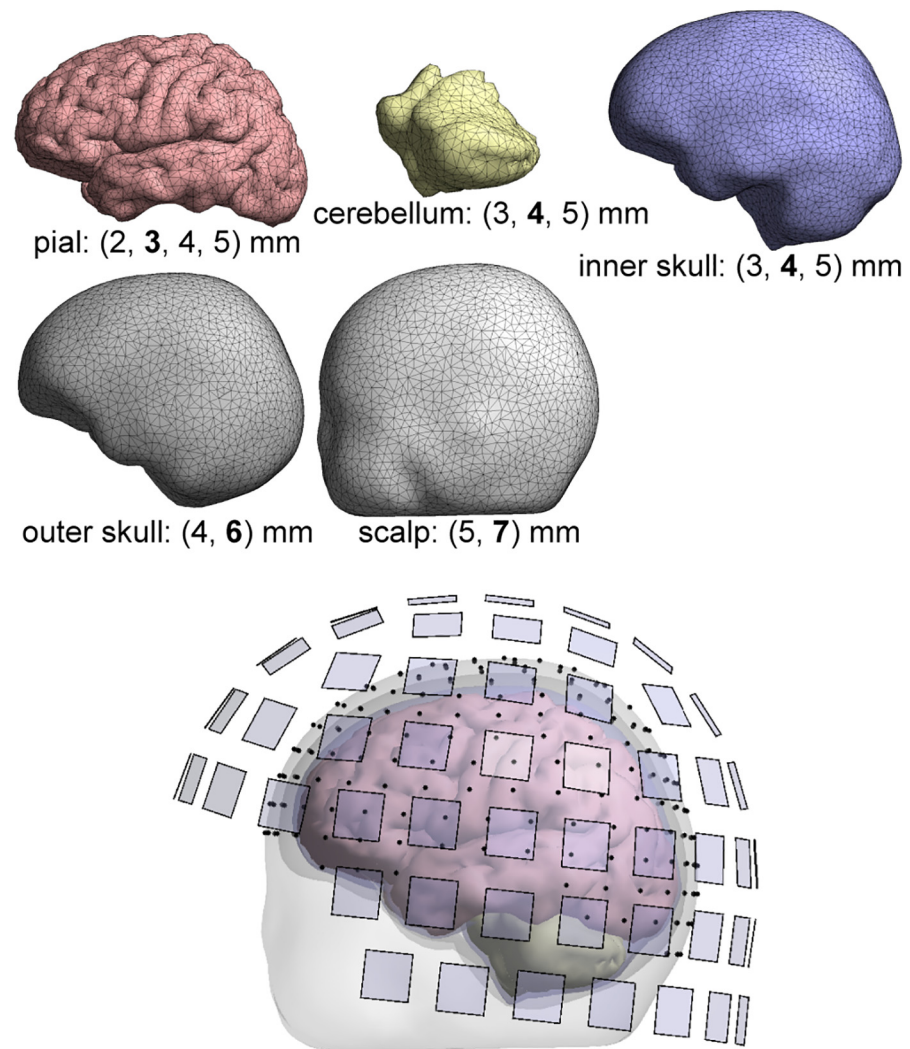 pial: (2, 3, 4, 5) mm
cerebellum: (3, 4, 5) mm
inner skull: (3, 4, 5) mm
outer skull: (4, 6) mm
scalp: (5, 7) mm